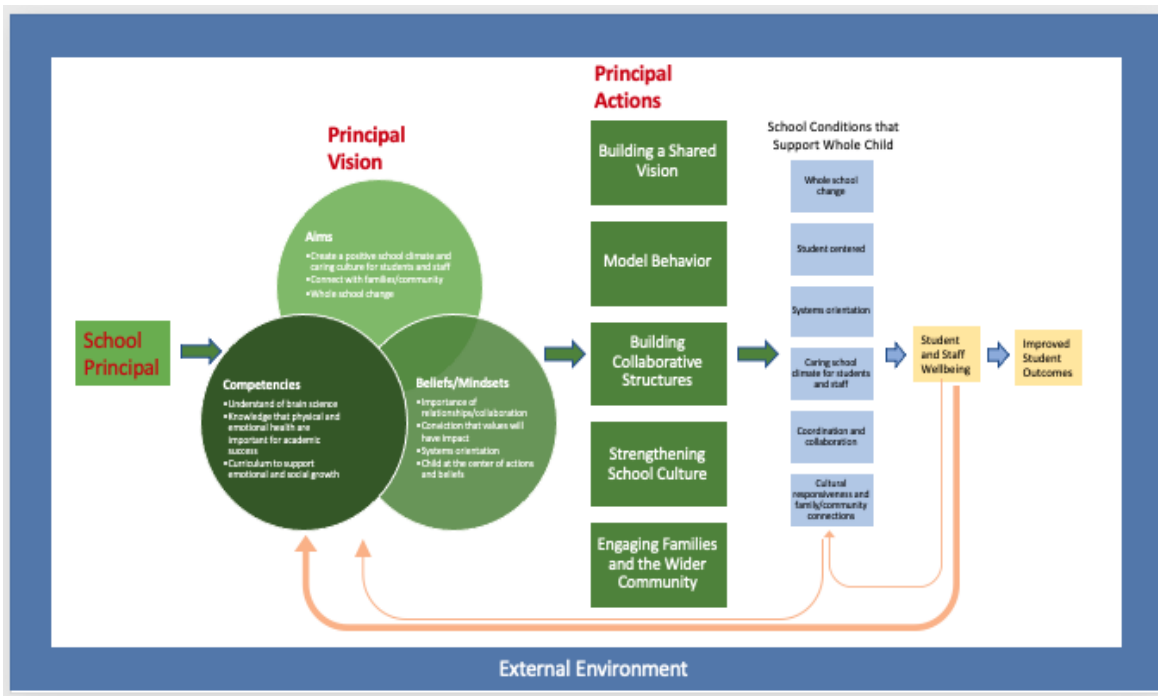 Principal
Vision
Principal
Actions
School Conditions that
Support Whole Child
School
Principal
Aims
•Create a positive school climate and
caring culture for students and staff
•Connect with families/community
•Whole school change
Competencies
•Understand of brain science
•Knowledge that physical and
emotional health are
important for academic
success
•Curriculum to support
emotional and social growth
Beliefs/Mindsets
•Importance of
relationships/collaboration
•Conviction that values will
have impact
•Systems orientation
•Child at the center of actions
and beliefs
Building a Shared
Vision
Model Behavior
Building
Collaborative
Structures
Strengthening
School Culture
Engaging Families
and the Wider
Community
Whole school
change
Student centered
Systems orientation
Caring school
climate for students
and staff
Coordination and
collaboration
Cultural
responsiveness and
family/community
connections
Student
and Staff
Wellbeing
Improved
Student
Outcomes
External Environment